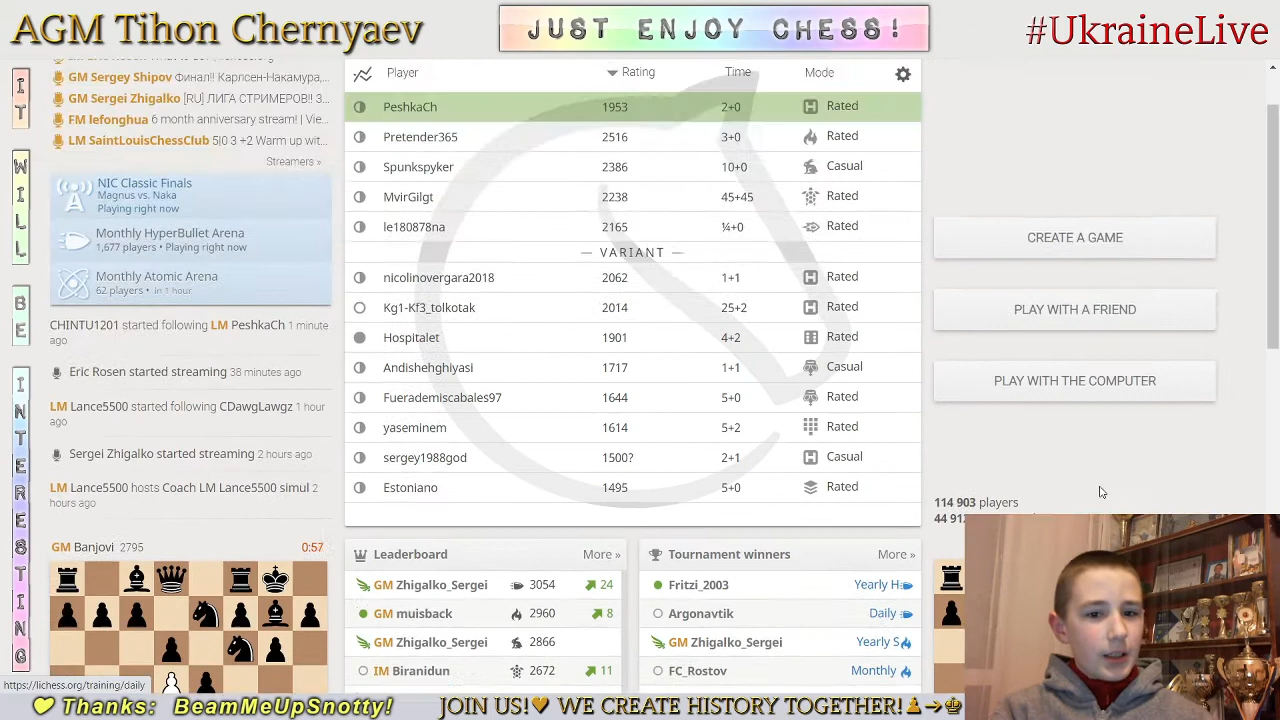 AGM Tihon Chernyaev
JUST ENJOY CHESS!
#UkraineLive
IT
WILL
BE
INTERESTING
GM Sergey Shipov Финал!! Карлсен-Накамура,...
GM Sergei Zhigalko [RU] ЛИГА СТРИМЕРОВ!! 3...
FM lefonghua 6 month anniversary stream! | Vie...
LM SaintLouisChessClub 5|0 3 +2 Warm up wit...
Streamers »
NIC Classic Finals
Magnus vs. Naka
Playing right now
Monthly HyperBullet Arena
1,677 players • Playing right now
Monthly Atomic Arena
62 players • in 1 hour
CHINTU1201 started following LM PeshkaCh 1 minute
ago
Eric Rosen started streaming 38 minutes ago
LM Lance5500 started following CDawgLawgz 1 hour
ago
Sergei Zhigalko started streaming 2 hours ago
LM Lance5500 hosts Coach LM Lance5500 simul 2
hours ago
GM Banjovi 2795 0:57
Player Rating Time Mode
PeshkaCh 1953 2+0 Rated
Pretender365 2516 3+0 Rated
Spunkspyker 2386 10+0 Casual
MvirGilgt 2238 45+45 Rated
le180878na 2165 ¼+0 Rated
— VARIANT —
nicolinovergara2018 2062 1+1 Rated
Kg1-Kf3_tolkotak 2014 25+2 Rated
Hospitalet 1901 4+2 Rated
Andishehghiyasi 1717 1+1 Casual
Fuerademiscabales97 1644 5+0 Rated
yaseminem 1614 5+2 Rated
sergey1988god 1500? 2+1 Casual
Estoniano 1495 5+0 Rated
CREATE A GAME
PLAY WITH A FRIEND
PLAY WITH THE COMPUTER
114 903 players
Leaderboard More »
GM Zhigalko_Sergei 3054 24
GM muisback 2960 8
GM Zhigalko_Sergei 2866
IM Biranidun 2672 11
Tournament winners More »
Fritzi_2003 Yearly H
Argonavtik Daily
GM Zhigalko_Sergei Yearly S
FC_Rostov Monthly
https://lichess.org/training/daily
Thanks: BeamMeUpSnotty! JOIN US! WE CREATE HISTORY TOGETHER!